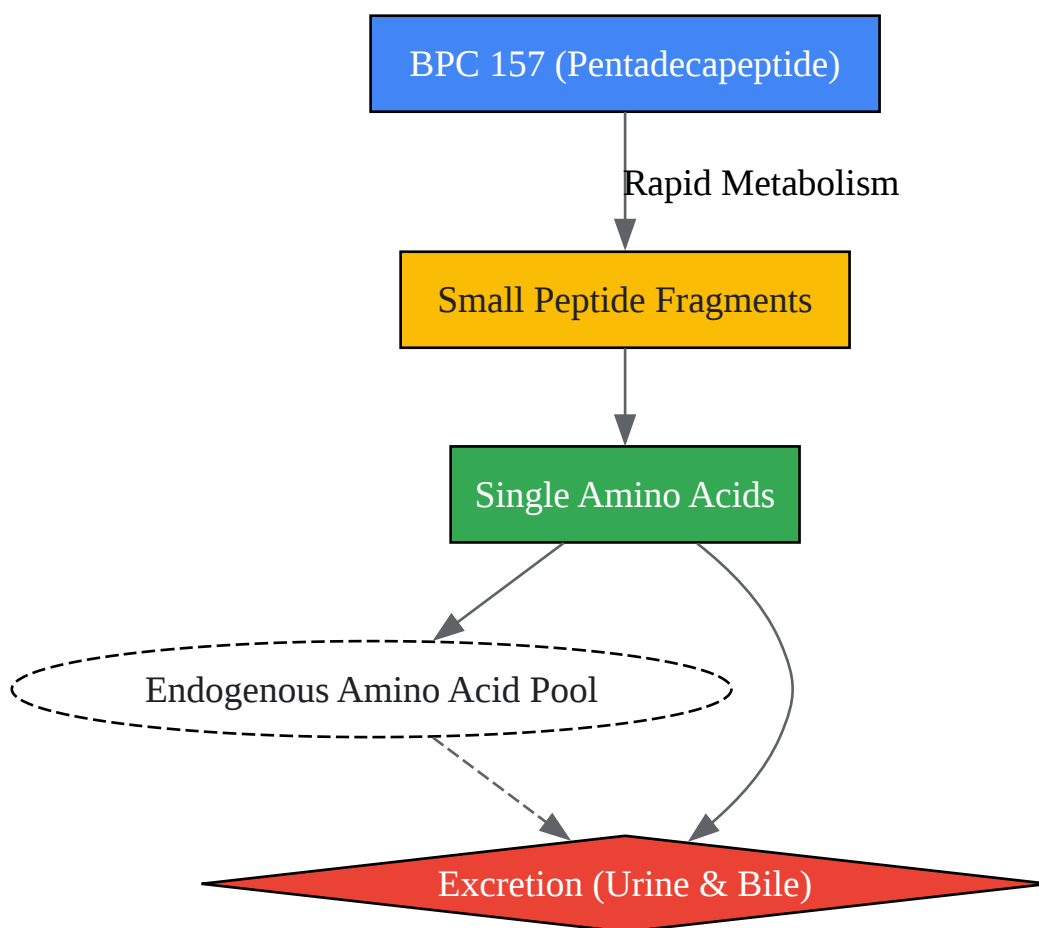 BPC 157 (Pentadecapeptide)
Rapid Metabolism
Small Peptide Fragments
Single Amino Acids
Endogenous Amino Acid Pool
Excretion (Urine & Bile)